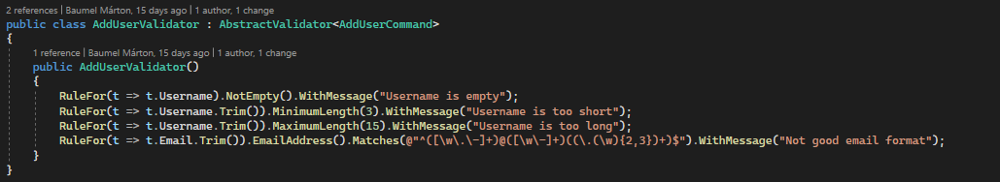 2 references | Baumel Márton, 15 days ago | 1 author, 1 change
public class AddUserValidator : AbstractValidator<AddUserCommand>
{
1 reference | Baumel Márton, 15 days ago | 1 author, 1 change
public AddUserValidator()
{
RuleFor(t => t.Username).NotEmpty().WithMessage("Username is empty");
RuleFor(t => t.Username.Trim()).MinimumLength(3).WithMessage("Username is too short");
RuleFor(t => t.Username.Trim()).MaximumLength(15).WithMessage("Username is too long");
RuleFor(t => t.Email.Trim()).EmailAddress().Matches(@"^([\w\.\-]+)@([\w\-]+)((\.(\w){2,3})+)$").WithMessage("Not good email format");
}
}